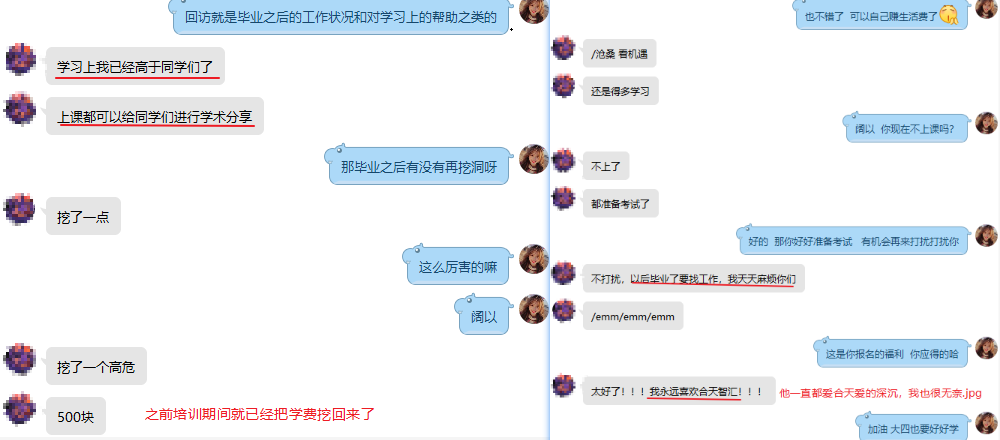 回访就是毕业之后的工作状况和对学习上的帮助之类的
学习上我已经高于同学们了
上课都可以给同学们进行学术分享
那毕业之后有没有再挖洞呀
挖了一点
这么厉害的嘛
阔以
挖了一个高危
500块
之前培训期间就已经把学费挖回来了
也不错了 可以自己赚生活费了
/沧桑 看机遇
还是得多学习
阔以 你现在不上课吗?
不上了
都准备考试了
好的 那你好好准备考试 有机会再来打扰打扰你
不打扰，以后毕业了要找工作，我天天麻烦你们
/emm/emm/emm
这是你报名的福利 你应得的哈
太好了！！！我永远喜欢合天智汇！！！
他一直都爱合天爱的深沉，我也很无奈.jpg
加油 大四也要好好学